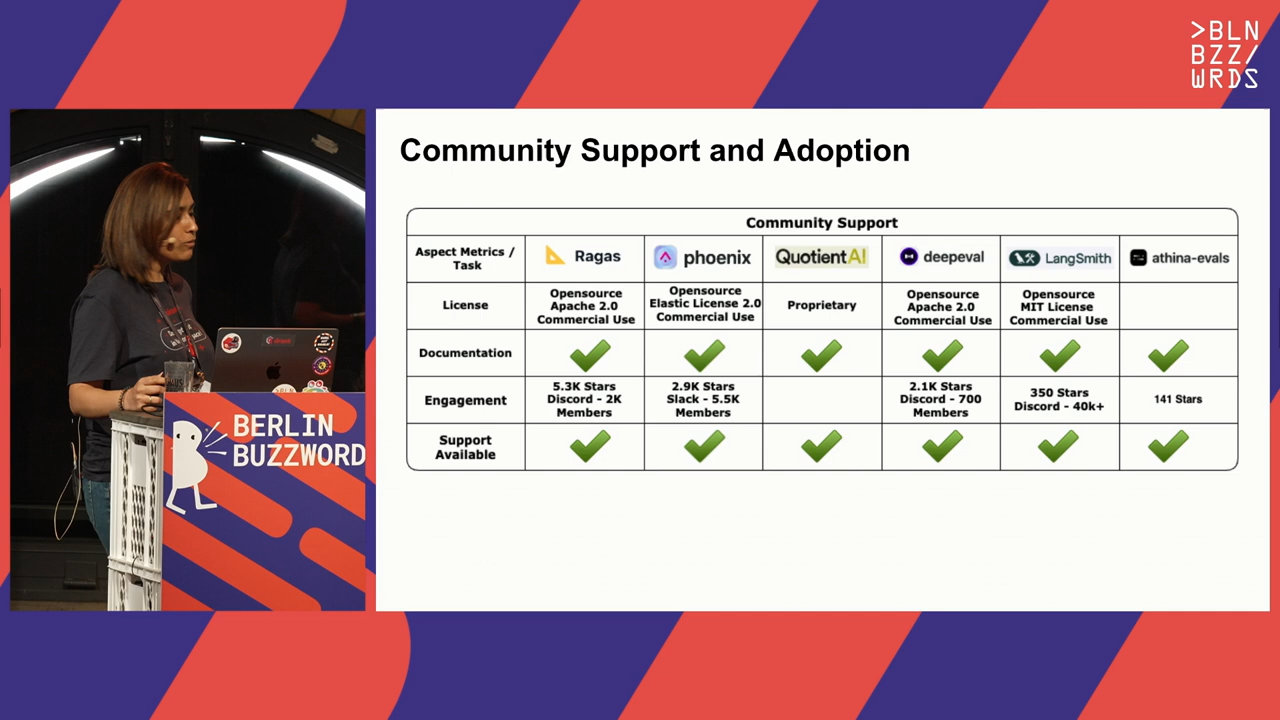 >BLN
BZZ/
WRDS
Community Support and Adoption
Community Support
Aspect Metrics /
Task
Ragas
phoenix
QuotientAI
deepeval
LangSmith
athina-evals
License
Opensource
Apache 2.0
Commercial Use
Opensource
Elastic License 2.0
Commercial Use
Proprietary
Opensource
Apache 2.0
Commercial Use
Opensource
MIT License
Commercial Use
Documentation
Engagement
5.3K Stars
Discord - 2K
Members
2.9K Stars
Slack - 5.5K
Members
2.1K Stars
Discord - 700
Members
350 Stars
Discord - 40k+
141 Stars
Support
Available
BERLIN
BUZZWORD